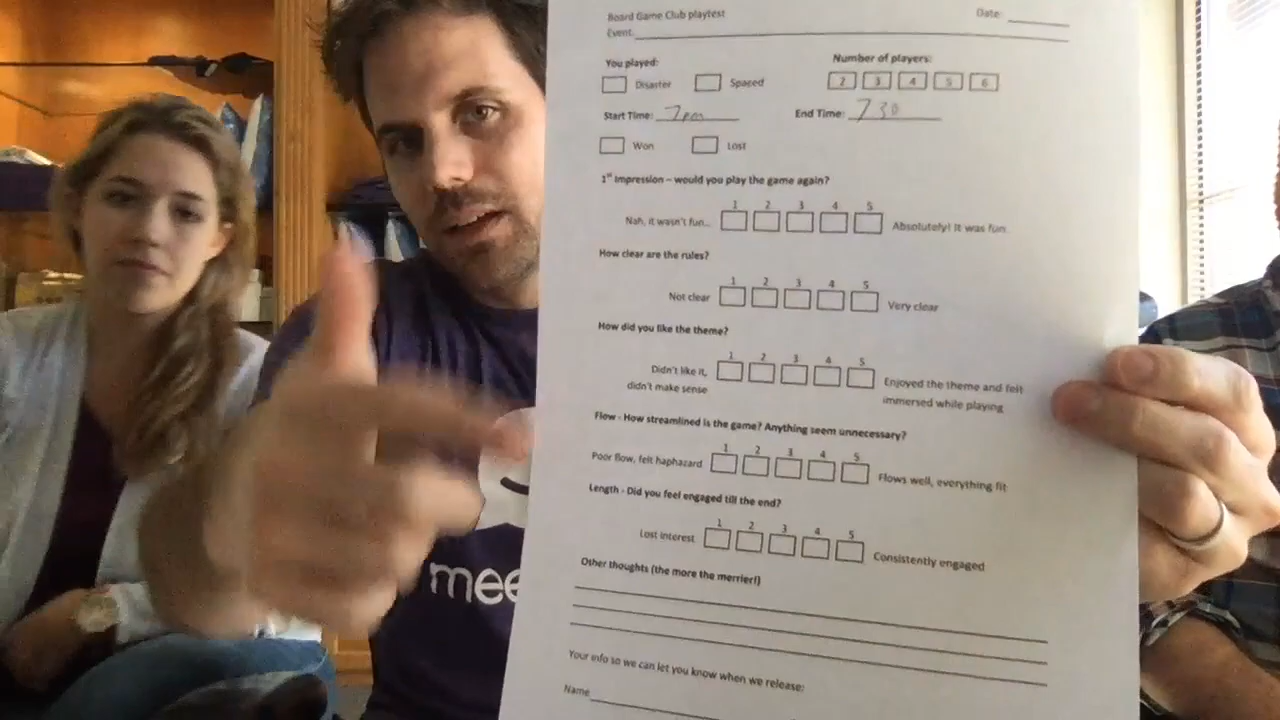 Board Game Club playtest Date:
Event:
You played: Number of players:
Disaster Spaced 2 3 4 5 6
Start Time: 7pm End Time: 730
Won Lost
1st Impression – would you play the game again?
1 2 3 4 5
Nah, it wasn't fun... Absolutely! It was fun.
How clear are the rules?
1 2 3 4 5
Not clear Very clear
How did you like the theme?
1 2 3 4 5
Didn't like it, Enjoyed the theme and felt
didn't make sense immersed while playing
Flow - How streamlined is the game? Anything seem unnecessary?
1 2 3 4 5
Poor flow, felt haphazard Flows well, everything fit
Length - Did you feel engaged till the end?
1 2 3 4 5
Lost interest Consistently engaged
Other thoughts (the more the merrier!)
Your info so we can let you know when we release:
Name
mee